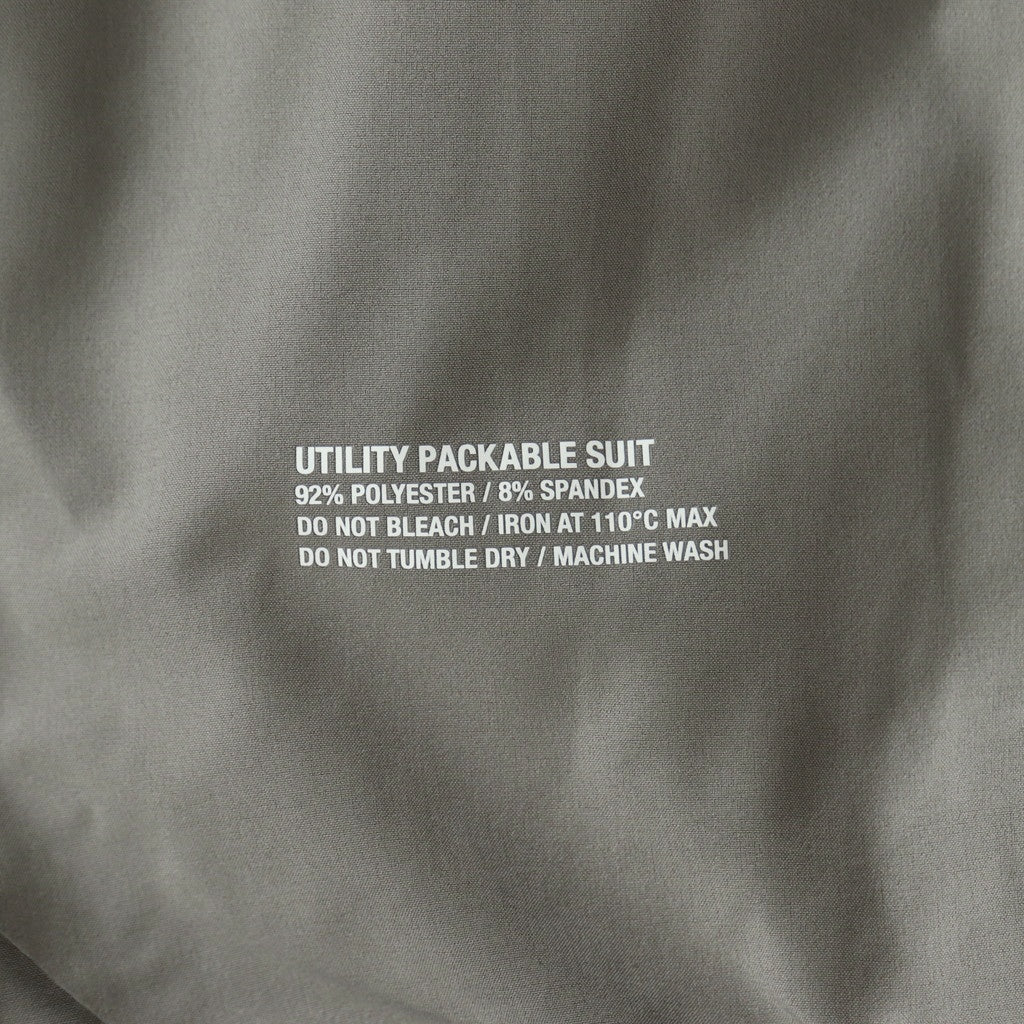 UTILITY PACKABLE SUIT
92% POLYESTER / 8% SPANDEX
DO NOT BLEACH / IRON AT 110°C MAX
DO NOT TUMBLE DRY / MACHINE WASH